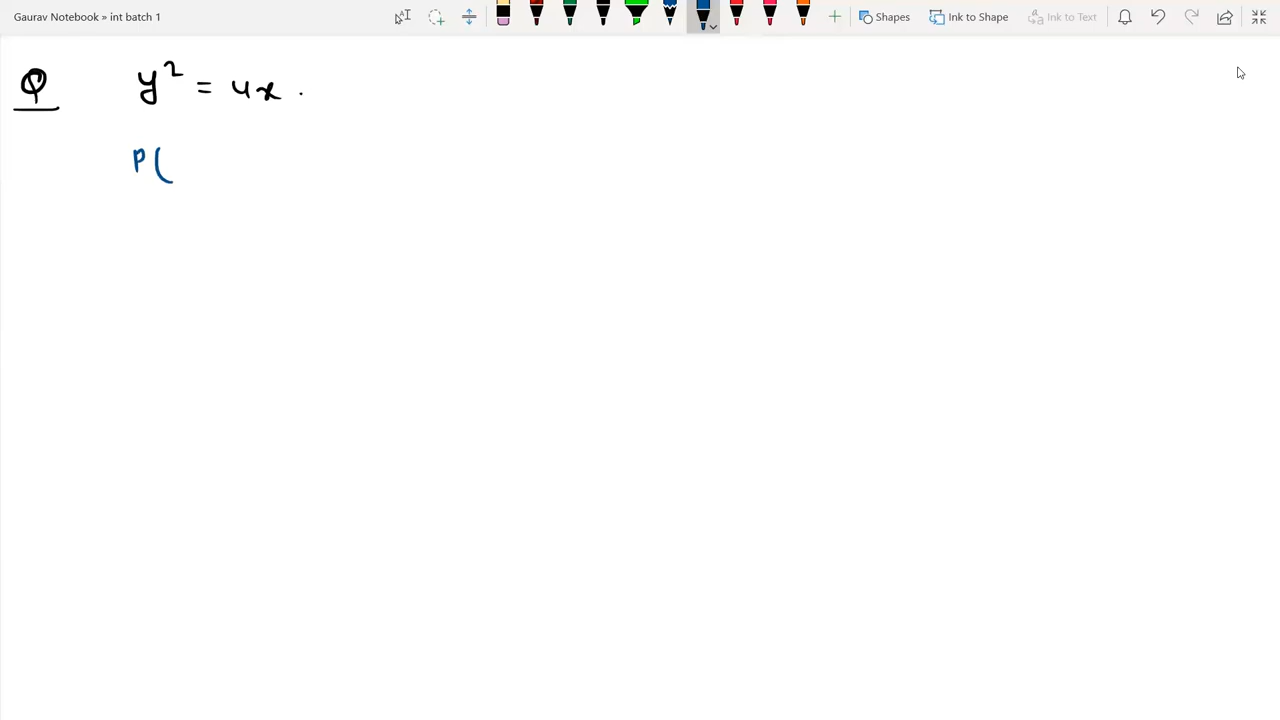 Gaurav Notebook » int batch 1
Shapes
Ink to Shape
Ink to Text
Q y² = 4x .
P(